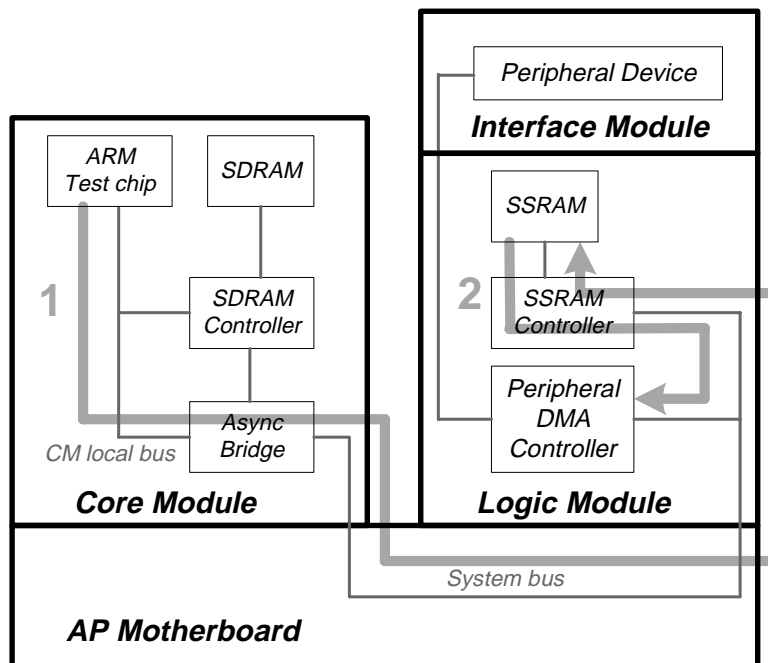 Peripheral Device
Interface Module
ARM
Test chip
SDRAM
SSRAM
1
SDRAM
Controller
2
SSRAM
Controller
Peripheral
DMA
Controller
Async
Bridge
CM local bus
Core Module
Logic Module
System bus
AP Motherboard